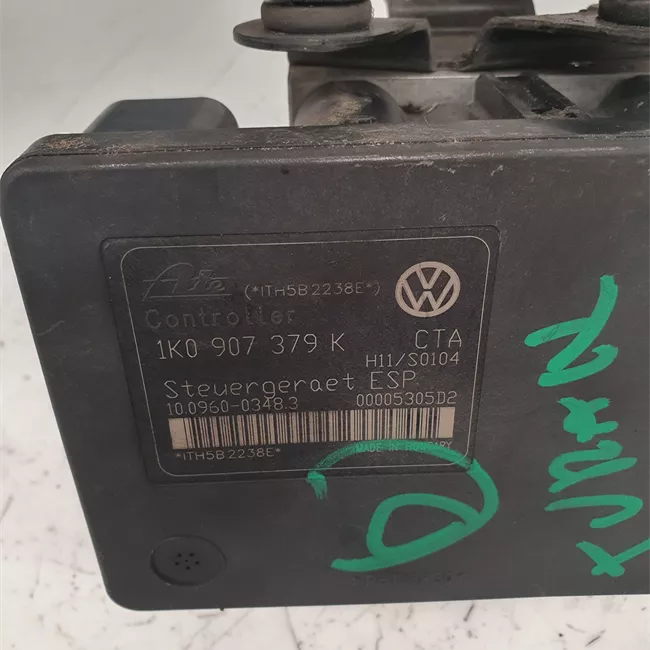 Ate (*1TH5B2238E*)
Controller
1K0 907 379 K CTA
H11/S0104
Steuergeraet ESP
10.0960-0348.3 00005305D2
MADE IN
*1TH5B2238E*